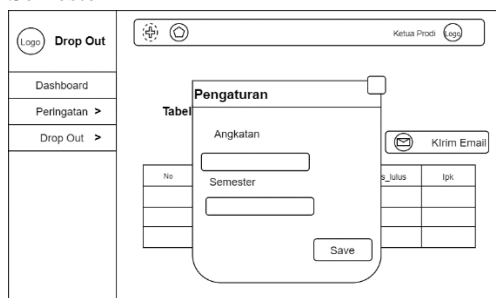 Logo Drop Out
Ketua Prodi Logo
Dashboard
Peringatan >
Drop Out >
Pengaturan
Tabel
Angkatan
KIrim Email
No
s_lulus
Ipk
Semester
Save